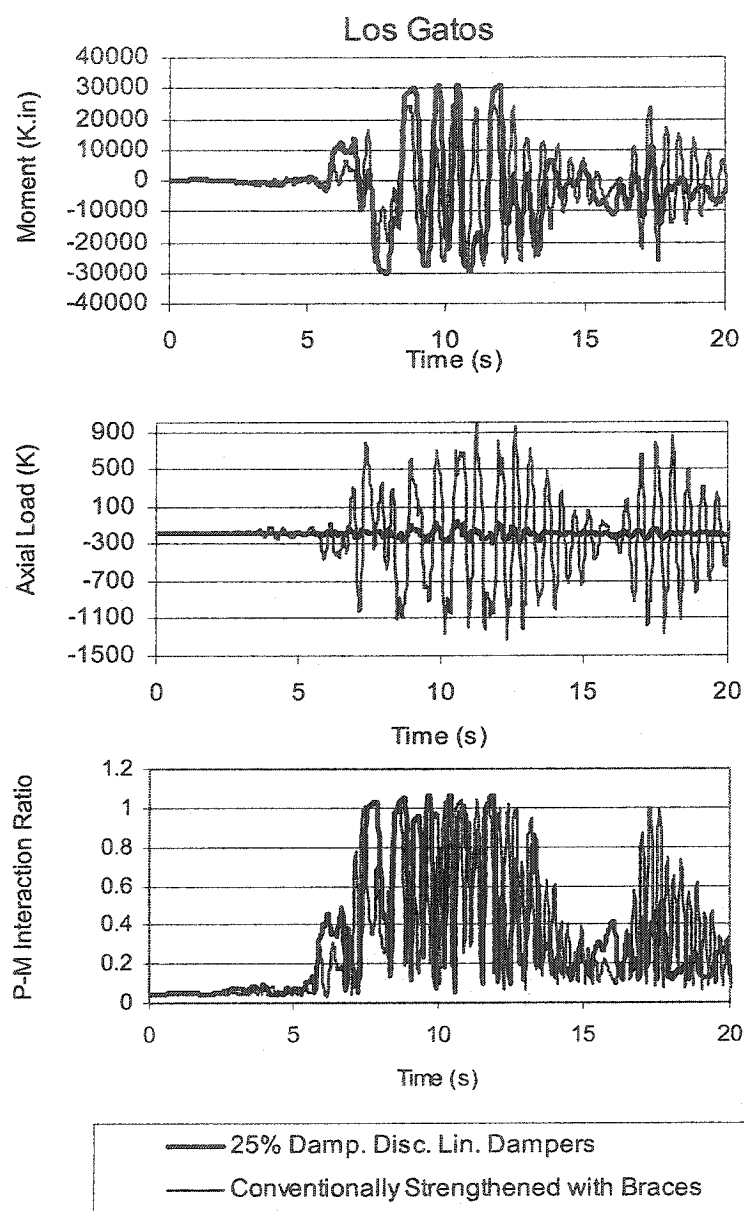 Los Gatos
Moment (K.in)
40000
30000
20000
10000
0
-10000
-20000
-30000
-40000
0 5 10 15 20
Time (s)
Axial Load (K)
900
500
100
-300
-700
-1100
-1500
0 5 10 15 20
Time (s)
P-M Interaction Ratio
1.2
1
0.8
0.6
0.4
0.2
0
0 5 10 15 20
Time (s)
25% Damp. Disc. Lin. Dampers
Conventionally Strengthened with Braces